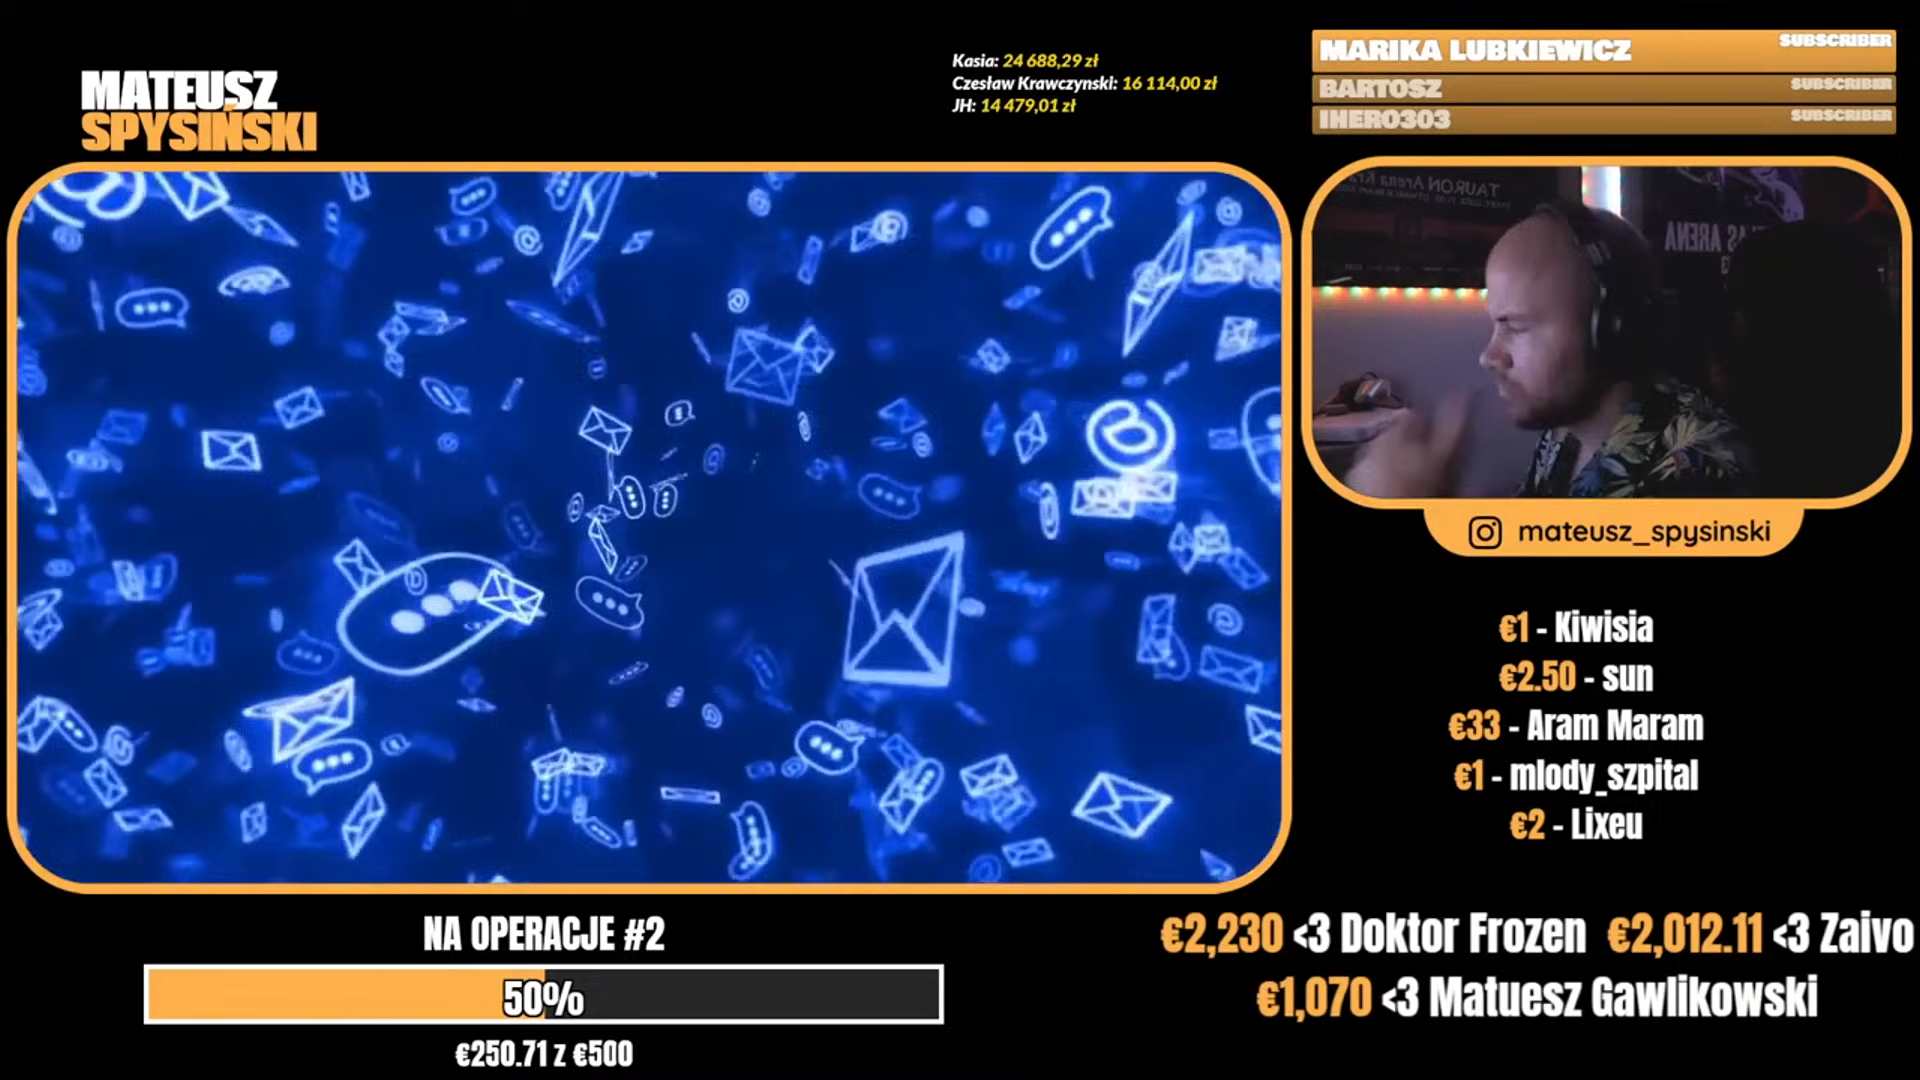 MATEUSZ
SPYSIŃSKI
Kasia: 24 688,29 zł
Czesław Krawczynski: 16 114,00 zł
JH: 14 479,01 zł
MARIKA LUBKIEWICZ SUBSCRIBER
BARTOSZ SUBSCRIBER
IHERO303 SUBSCRIBER
TAURON Arena
ARENA
mateusz_spysinski
€1 - Kiwisia
€2.50 - sun
€33 - Aram Maram
€1 - mlody_szpital
€2 - Lixeu
NA OPERACJE #2
50%
€250.71 z €500
€2,230 <3 Doktor Frozen €2,012.11 <3 Zaivo
€1,070 <3 Matuesz Gawlikowski